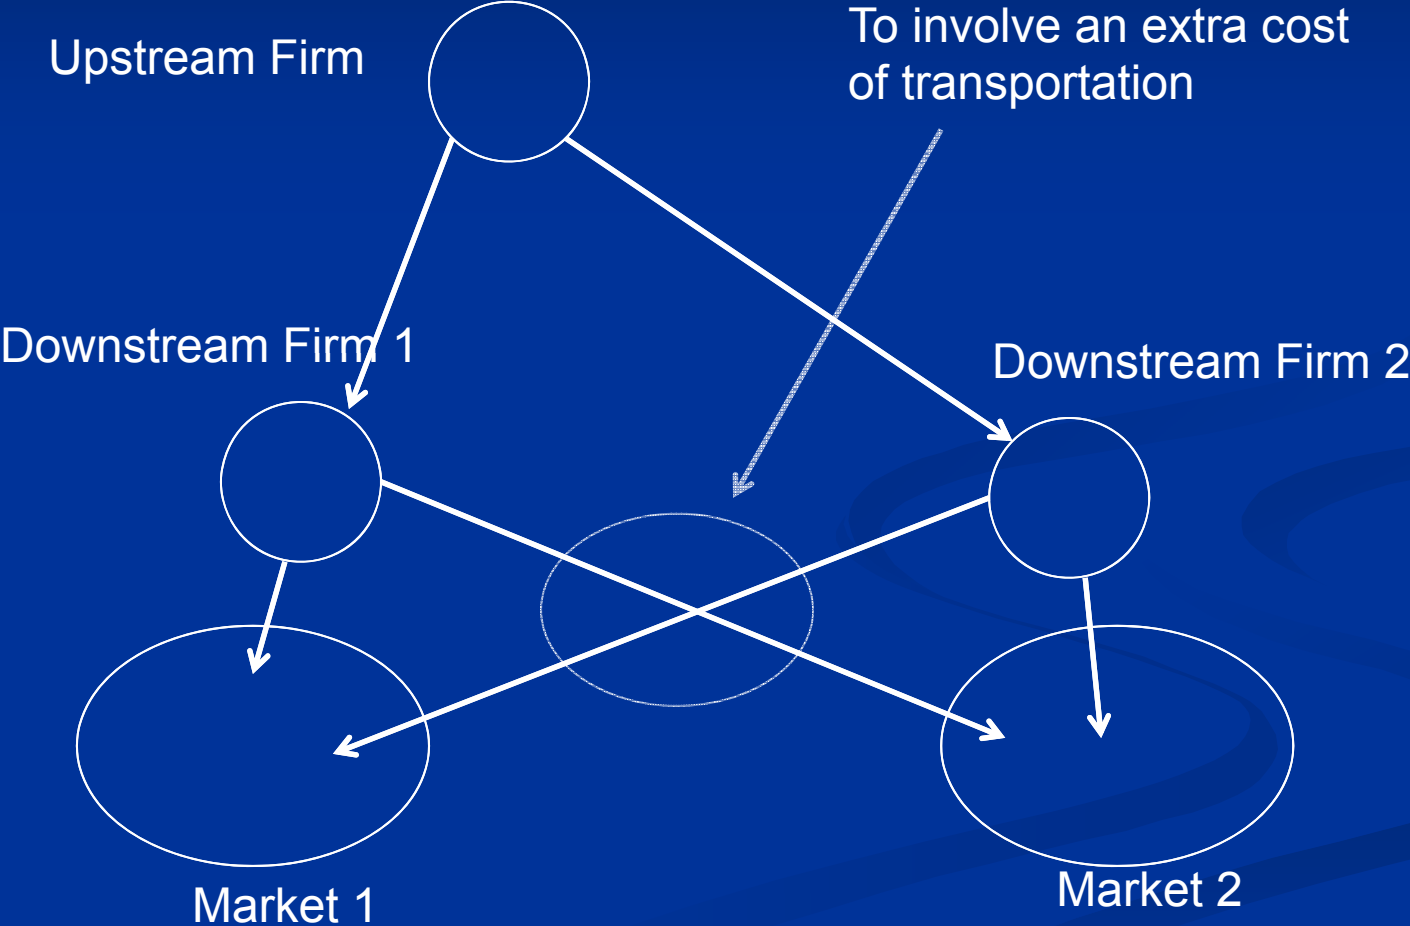 Upstream Firm
To involve an extra cost
of transportation
Downstream Firm 1
Downstream Firm 2
Market 1
Market 2